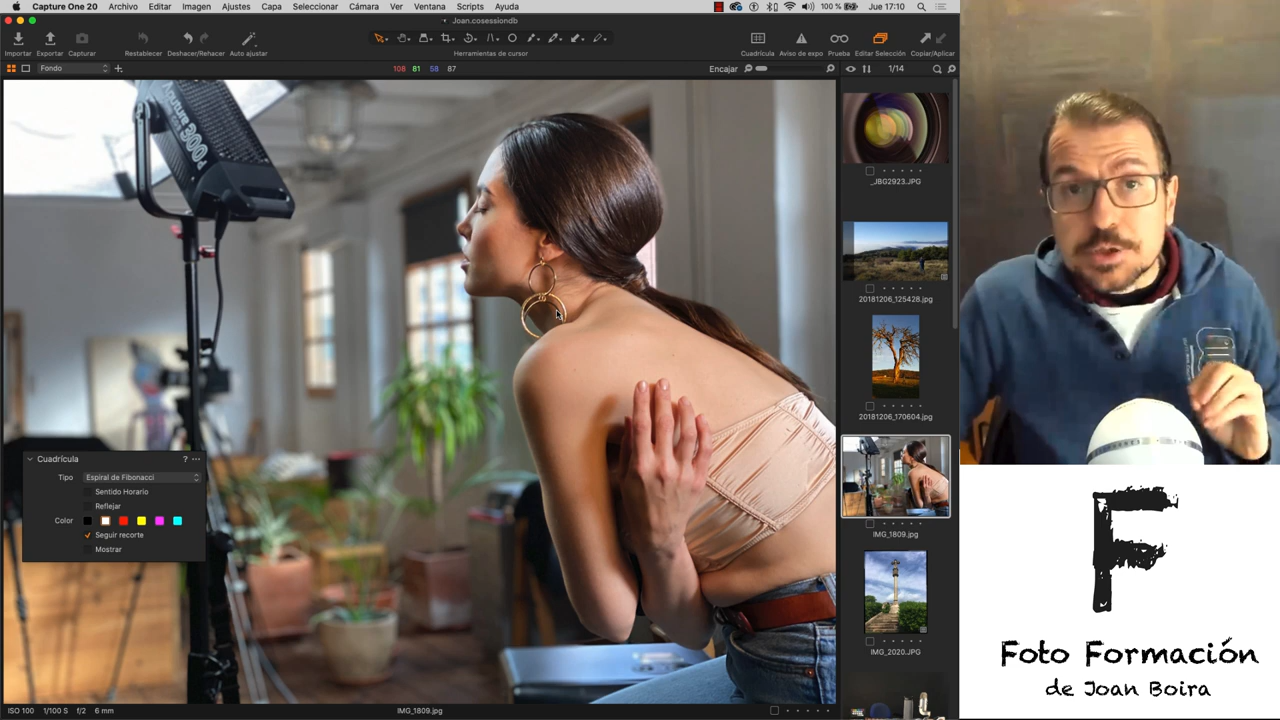 Capture One 20 Archivo Editar Imagen Ajustes Capa Seleccionar Cámara Ver Ventana Scripts Ayuda 100 % Jue 17:10
Joan.cosessiondb
Importar Exportar Capturar Restablecer Deshacer/Rehacer Auto ajustar Herramientas de cursor Cuadrícula Aviso de expo Prueba Editar Selección Copiar/Aplicar
Fondo 108 81 58 87 Encajar 1/14
Aputure 300d
_JBG2923.JPG
20181206_125428.jpg
20181206_170604.jpg
Cuadrícula ? ...
Tipo Espiral de Fibonacci
Sentido Horario
Reflejar
Color
Seguir recorte
Mostrar
IMG_1809.jpg
IMG_2020.JPG
ISO 100 1/100 S f/2 6 mm IMG_1809.jpg
F
Foto Formación
de Joan Boira